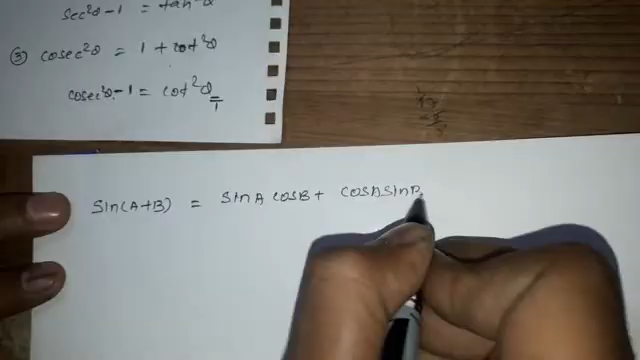 sec²θ-1 = tan²θ
③ cosec²θ = 1 + cot²θ
cosec²θ-1 = cot²θ
sin(A+B) = sinA cosB + cosA sinB